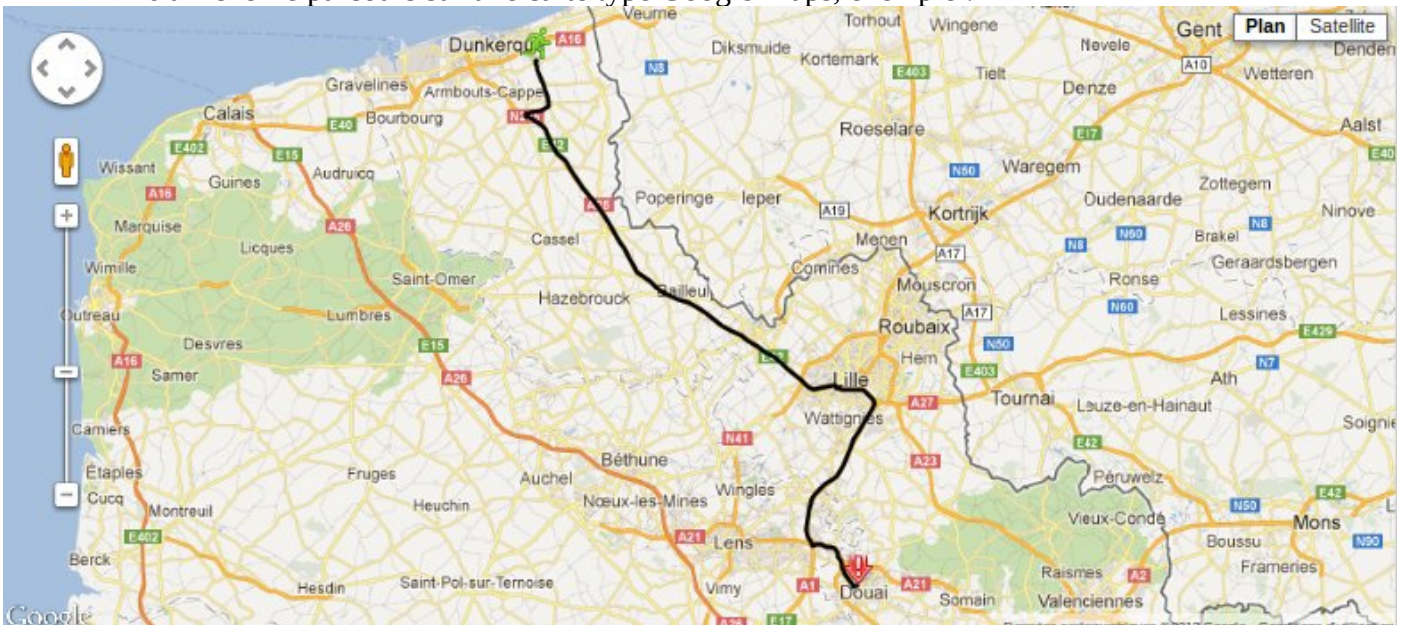 Veurne
Torhout
Wingene
Gent
Plan
Satellite
Dunkerqu
A16
Diksmuide
Nevele
Kortemark
N8
E403
Tielt
A10
Wetteren
Gravelines
Armbouts-Cappel
Deinze
Calais
E40
Bourbourg
Roeselare
E17
Aalst
E402
E15
N50
Waregem
E40
Wissant
Audruicq
Guines
A16
Zottegem
Poperinge
Ieper
A19
Kortrijk
Oudenaarde
Ninove
Marquise
A26
N60
N8
Brakel
Licques
Cassel
Menen
A17
N8
Geraardsbergen
Wimille
Saint-Omer
Comines
Mouscron
Ronse
Hazebrouck
Bailleul
N60
Outreau
Lumbres
A17
Lessines
Roubaix
E429
Desvres
E15
Hem
N50
A16
N7
Samer
A26
Lille
E403
Ath
A27
Tournai
Leuze-en-Hainaut
Wattignies
Camiers
N41
E42
Étaples
Béthune
A23
Fruges
Auchel
Péruwelz
Cucq
Wingles
E42
Montreuil
Heuchin
Nœux-les-Mines
N50
Vieux-Condé
Mons
E402
A21
Lens
Boussu
N90
Berck
Frameries
Raismes
A2
Hesdin
Saint-Pol-sur-Ternoise
Vimy
A1
Douai
A21
Somain
Valenciennes
Google
A26
E17